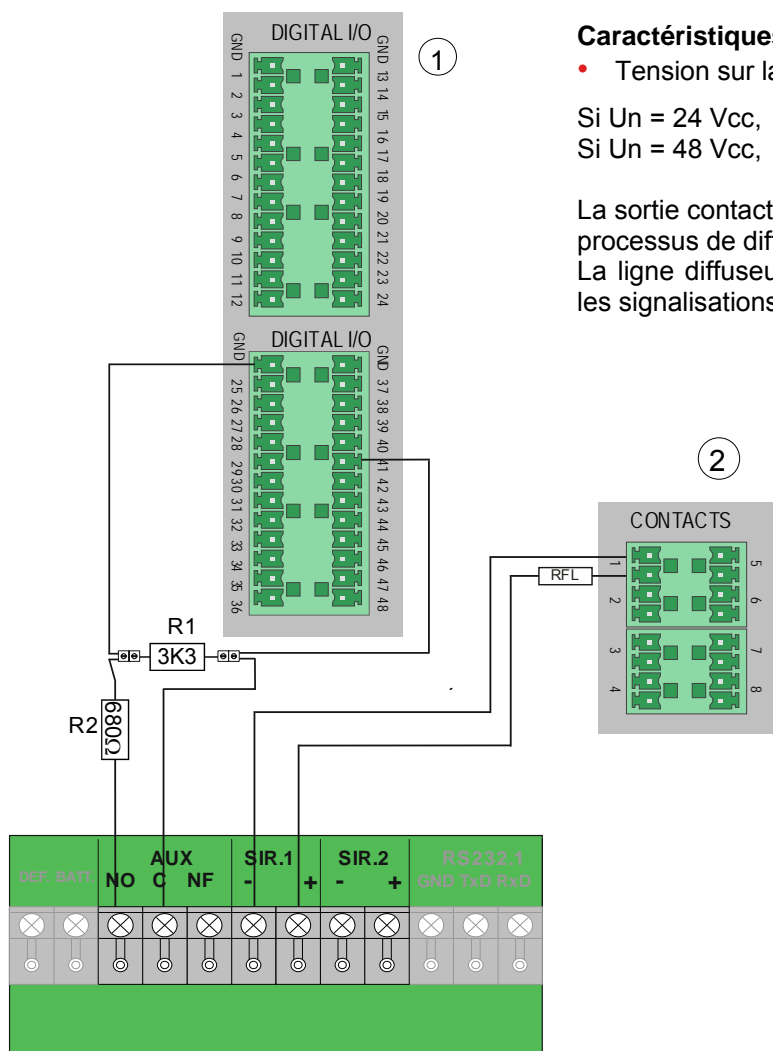 DIGITAL I/O
GND 1 2 3 4 5 6 7 8 9 10 11 12
GND 13 14 15 16 17 18 19 20 21 22 23 24
1
Caractéristiques
• Tension sur la
Si Un = 24 Vcc,
Si Un = 48 Vcc,
La sortie contact
processus de dif
La ligne diffuseu
les signalisations
DIGITAL I/O
GND 25 26 27 28 29 30 31 32 33 34 35 36
GND 37 38 39 40 41 42 43 44 45 46 47 48
2
CONTACTS
1 2 3 4
5 6 7 8
RFL
R1
3K3
R2
680Ω
DEF. BATT.
AUX
NO C NF
SIR.1
- +
SIR.2
- +
RS232.1
GND TxD RxD